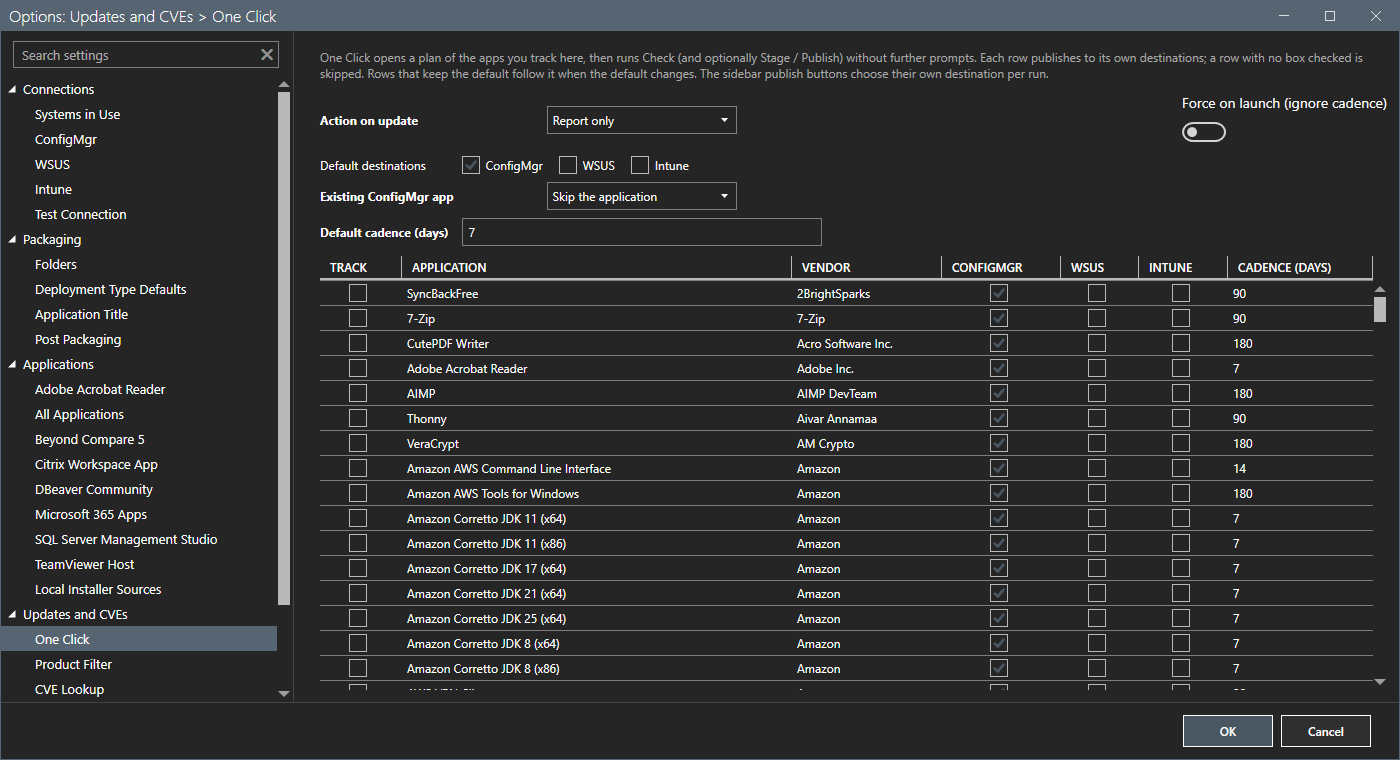 Options: Updates and CVEs > One Click
Search settings
Connections
Systems in Use
ConfigMgr
WSUS
Intune
Test Connection
Packaging
Folders
Deployment Type Defaults
Application Title
Post Packaging
Applications
Adobe Acrobat Reader
All Applications
Beyond Compare 5
Citrix Workspace App
DBeaver Community
Microsoft 365 Apps
SQL Server Management Studio
TeamViewer Host
Local Installer Sources
Updates and CVEs
One Click
Product Filter
CVE Lookup
One Click opens a plan of the apps you track here, then runs Check (and optionally Stage / Publish) without further prompts. Each row publishes to its own destinations; a row with no box checked is
skipped. Rows that keep the default follow it when the default changes. The sidebar publish buttons choose their own destination per run.
Force on launch (ignore cadence)
Action on update Report only
Default destinations ConfigMgr WSUS Intune
Existing ConfigMgr app Skip the application
Default cadence (days) 7
TRACK APPLICATION VENDOR CONFIGMGR WSUS INTUNE CADENCE (DAYS)
SyncBackFree 2BrightSparks 90
7-Zip 7-Zip 90
CutePDF Writer Acro Software Inc. 180
Adobe Acrobat Reader Adobe Inc. 7
AIMP AIMP DevTeam 180
Thonny Aivar Annamaa 90
VeraCrypt AM Crypto 180
Amazon AWS Command Line Interface Amazon 14
Amazon AWS Tools for Windows Amazon 180
Amazon Corretto JDK 11 (x64) Amazon 7
Amazon Corretto JDK 11 (x86) Amazon 7
Amazon Corretto JDK 17 (x64) Amazon 7
Amazon Corretto JDK 21 (x64) Amazon 7
Amazon Corretto JDK 25 (x64) Amazon 7
Amazon Corretto JDK 8 (x64) Amazon 7
Amazon Corretto JDK 8 (x86) Amazon 7
OK Cancel